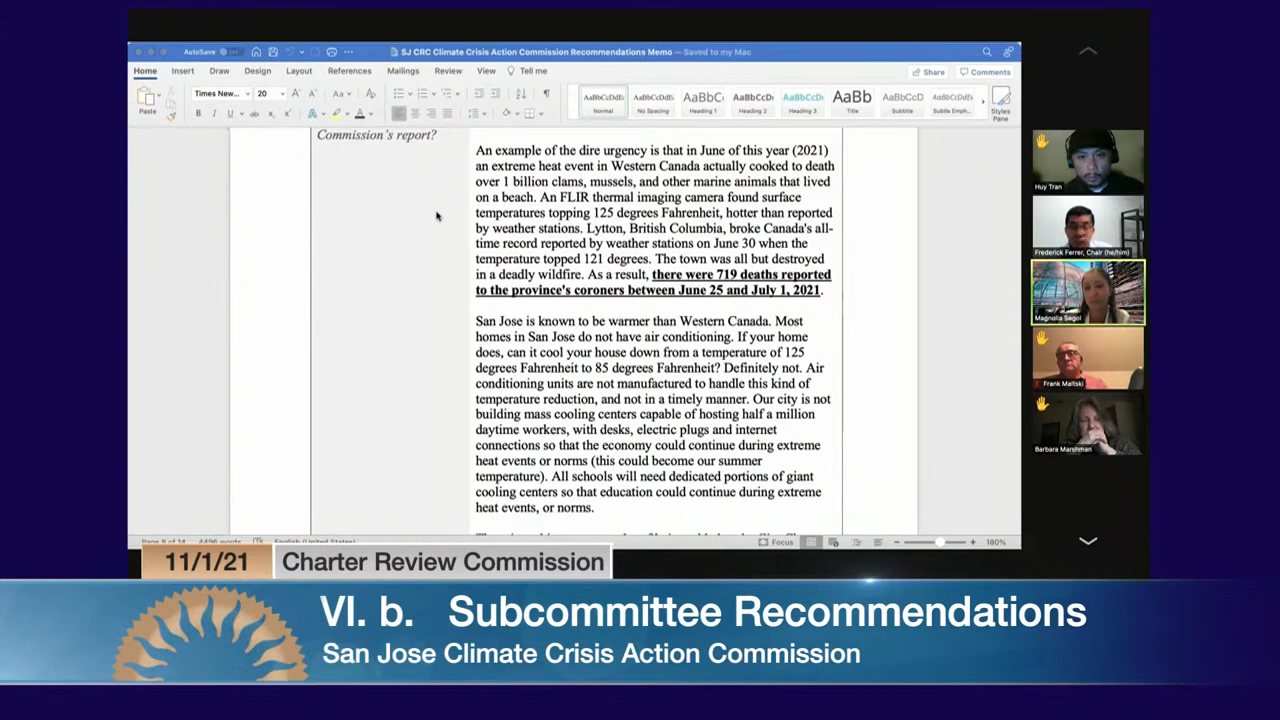 AutoSave
SJ CRC Climate Crisis Action Commission Recommendations Memo — Saved to my Mac
Home Insert Draw Design Layout References Mailings Review View Tell me
Share Comments
Times New... 20
Paste
AaBbCcDdEe
Normal
No Spacing
Heading 1
Heading 2
Heading 3
Title
Subtitle
Subtle Emph...
Styles
Pane
Commission's report?
An example of the dire urgency is that in June of this year (2021)
an extreme heat event in Western Canada actually cooked to death
over 1 billion clams, mussels, and other marine animals that lived
on a beach. An FLIR thermal imaging camera found surface
temperatures topping 125 degrees Fahrenheit, hotter than reported
by weather stations. Lytton, British Columbia, broke Canada's all-
time record reported by weather stations on June 30 when the
temperature topped 121 degrees. The town was all but destroyed
in a deadly wildfire. As a result, there were 719 deaths reported
to the province's coroners between June 25 and July 1, 2021.
San Jose is known to be warmer than Western Canada. Most
homes in San Jose do not have air conditioning. If your home
does, can it cool your house down from a temperature of 125
degrees Fahrenheit to 85 degrees Fahrenheit? Definitely not. Air
conditioning units are not manufactured to handle this kind of
temperature reduction, and not in a timely manner. Our city is not
building mass cooling centers capable of hosting half a million
daytime workers, with desks, electric plugs and internet
connections so that the economy could continue during extreme
heat events or norms (this could become our summer
temperature). All schools will need dedicated portions of giant
cooling centers so that education could continue during extreme
heat events, or norms.
Page 8 of 14 4496 words English (United States)
Focus
180%
Huy Tran
Frederick Ferrer, Chair (he/him)
Magnolia Segol
Frank Maitski
Barbara Marshman
11/1/21
Charter Review Commission
VI. b. Subcommittee Recommendations
San Jose Climate Crisis Action Commission